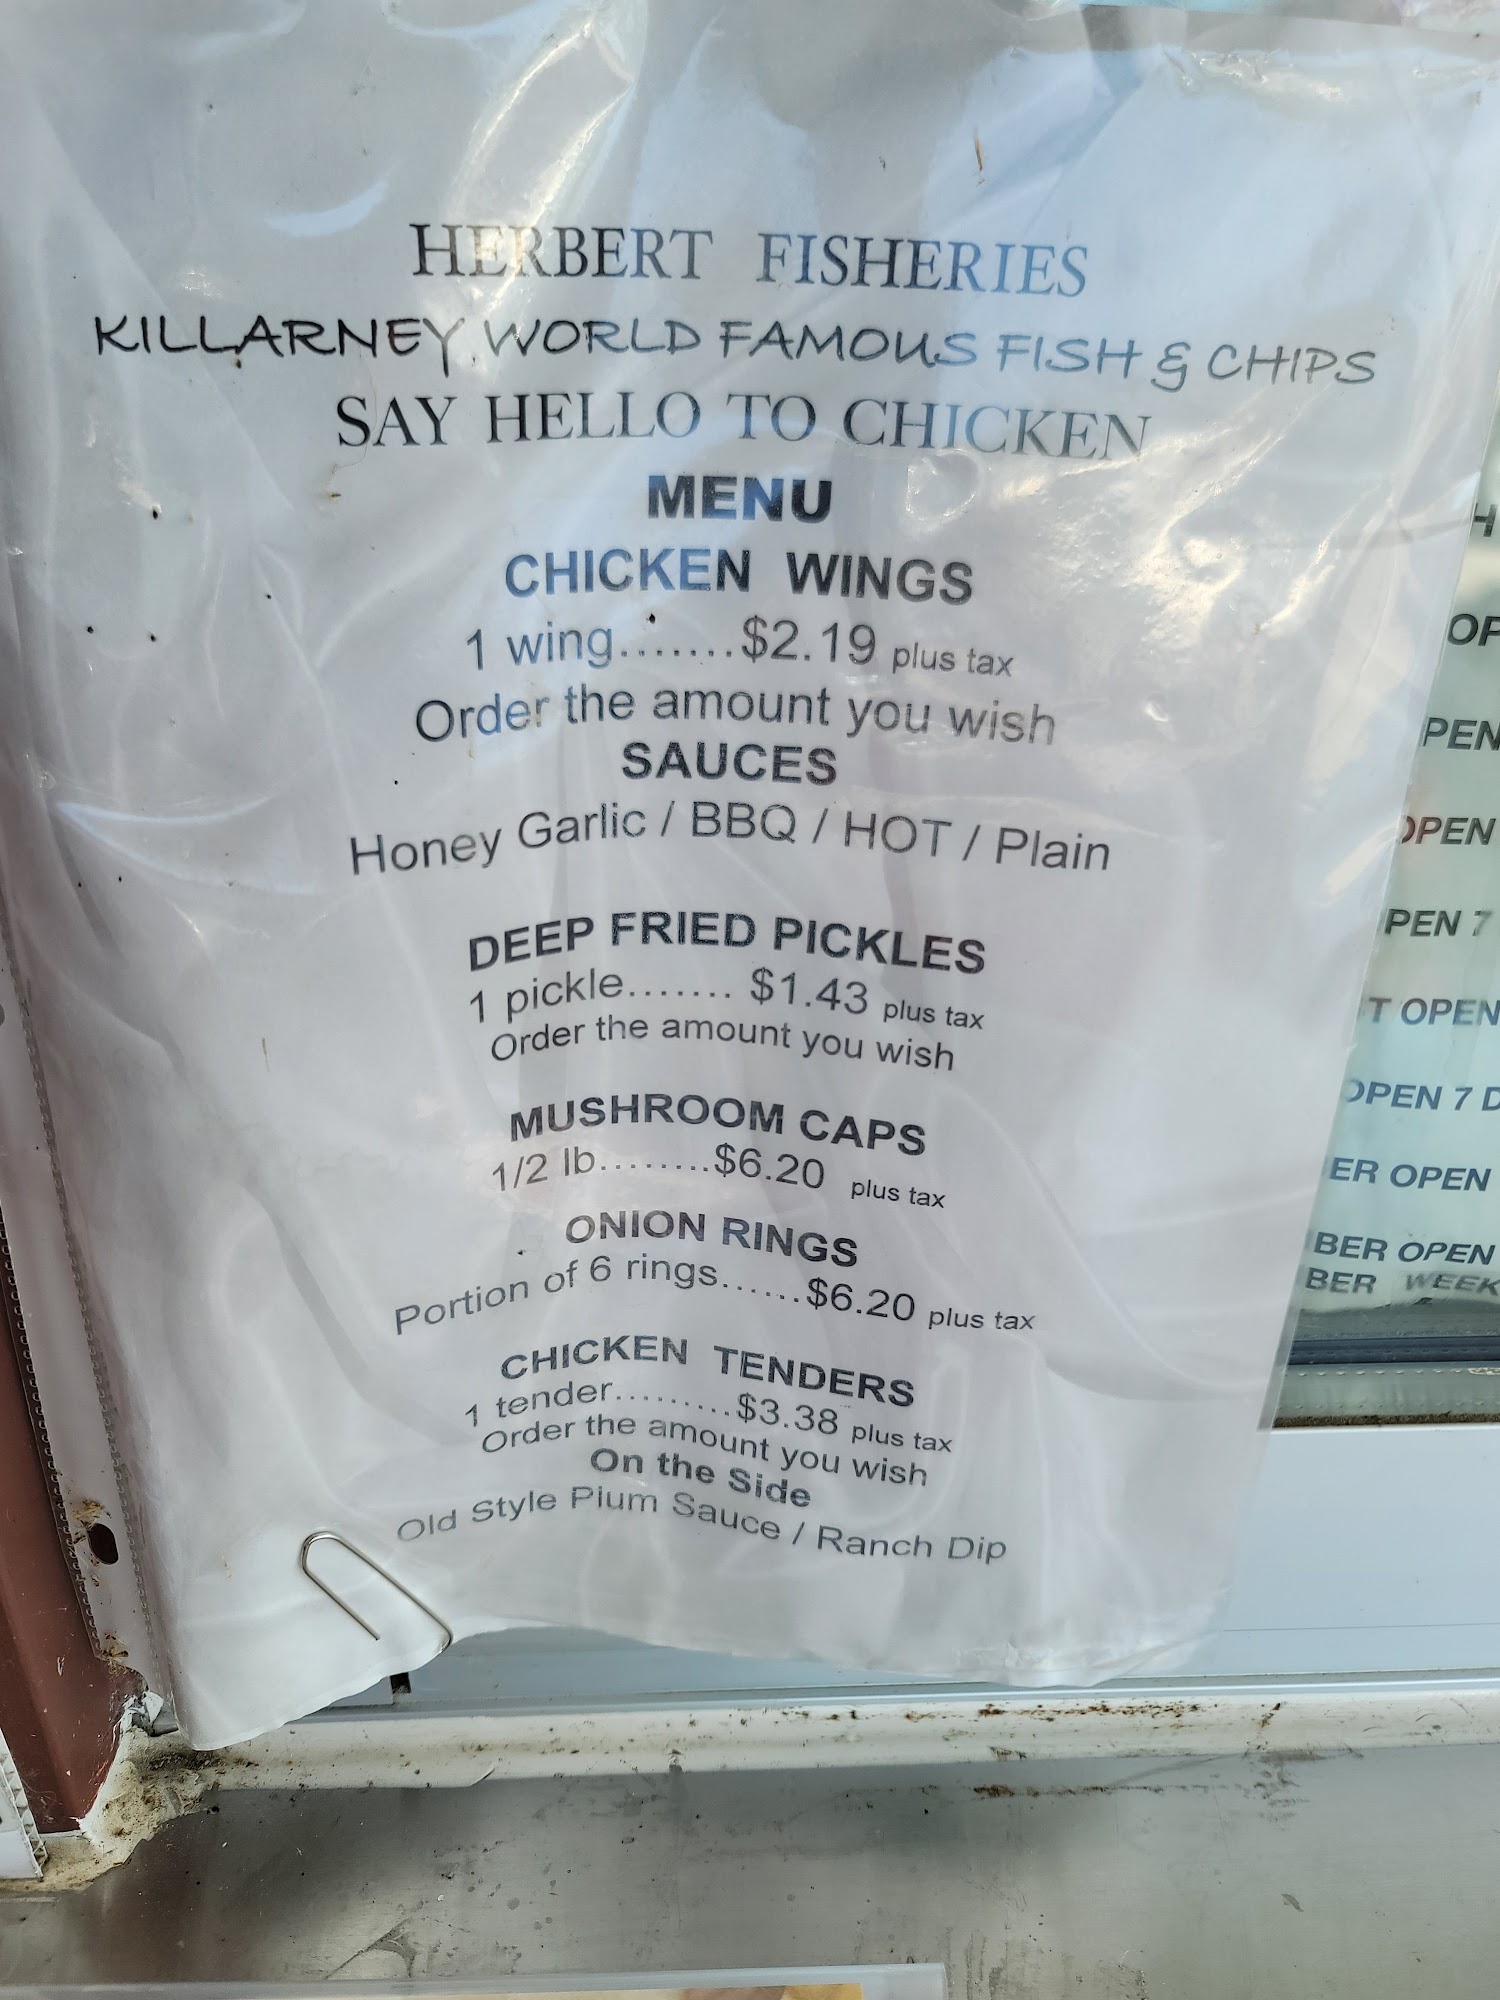 HERBERT FISHERIES
KILLARNEY WORLD FAMOUS FISH & CHIPS
SAY HELLO TO CHICKEN
MENU
CHICKEN WINGS
1 wing.......$2.19 plus tax
Order the amount you wish
SAUCES
Honey Garlic / BBQ / HOT / Plain
DEEP FRIED PICKLES
1 pickle....... $1.43 plus tax
Order the amount you wish
MUSHROOM CAPS
1/2 lb........$6.20 plus tax
ONION RINGS
Portion of 6 rings......$6.20 plus tax
CHICKEN TENDERS
1 tender.........$3.38 plus tax
Order the amount you wish
On the Side
Old Style Plum Sauce / Ranch Dip
H
OP
PEN
OPEN
PEN 7
T OPEN
OPEN 7 D
ER OPEN
BER OPEN
BER WEEK